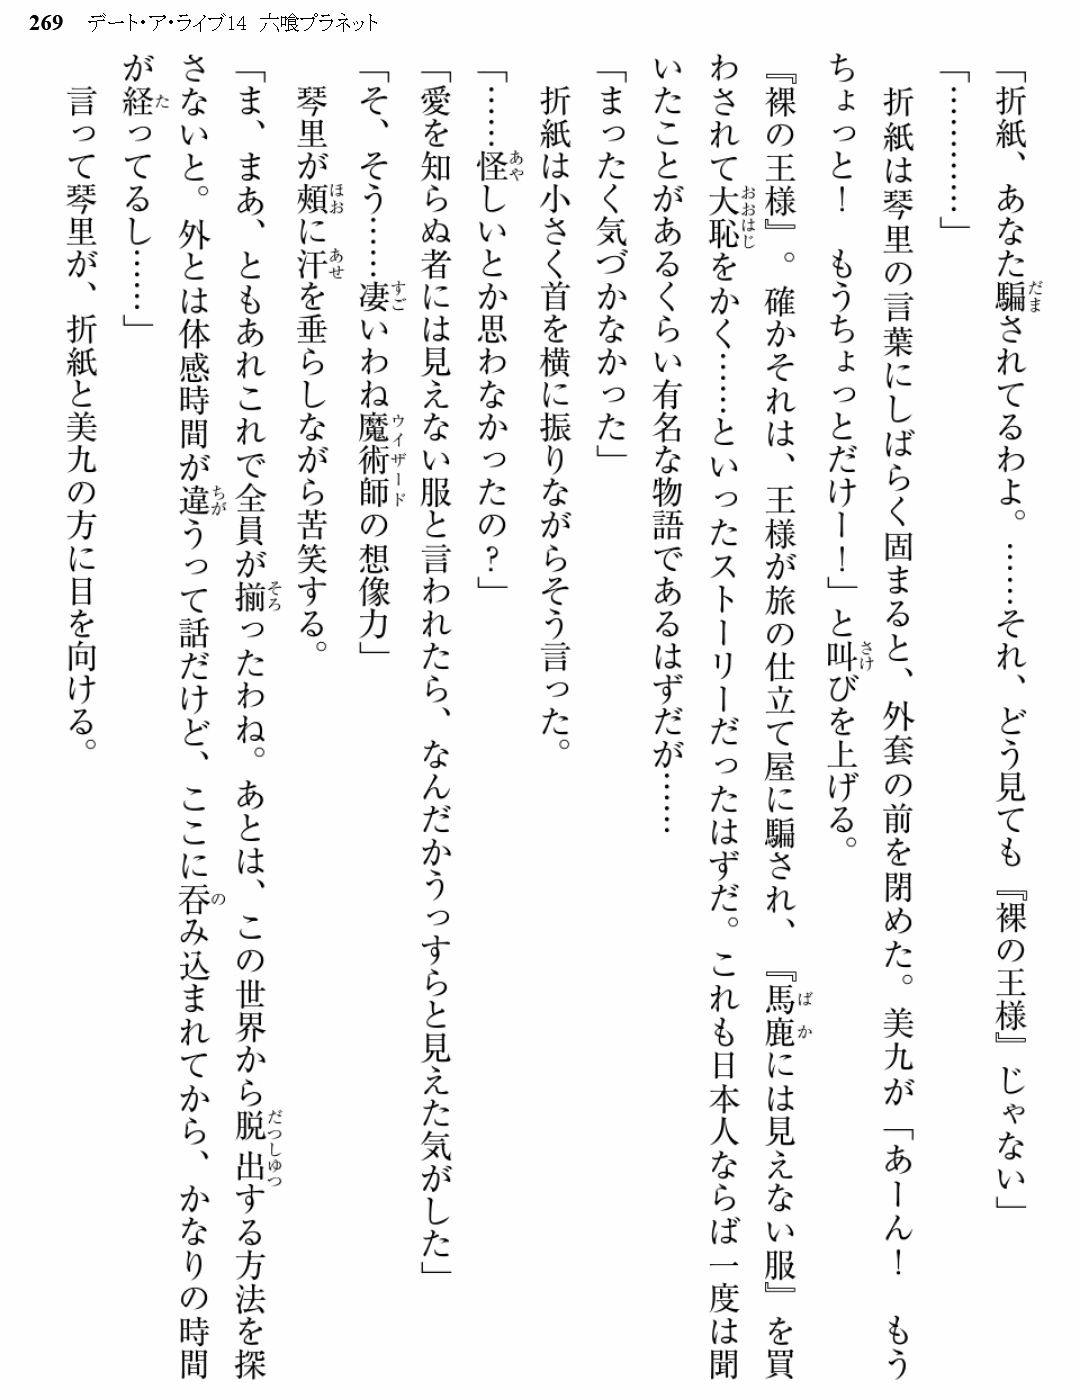 269 デート・ア・ライブ14 六喰プラネット
「折紙、あなた騙されてるわよ。……それ、どう見ても『裸の王様』じゃない」
「…………」
折紙は琴里の言葉にしばらく固まると、外套の前を閉めた。美九が「あーん！　もう
ちょっと！　もうちょっとだけー！」と叫びを上げる。
『裸の王様』。確かそれは、王様が旅の仕立て屋に騙され、『馬鹿には見えない服』を買
わされて大恥をかく……といったストーリーだったはずだ。これも日本人ならば一度は聞
いたことがあるくらい有名な物語であるはずだが……
「まったく気づかなかった」
折紙は小さく首を横に振りながらそう言った。
「……怪しいとか思わなかったの？」
「愛を知らぬ者には見えない服と言われたら、なんだかうっすらと見えた気がした」
「そ、そう……凄いわね魔術師の想像力」
琴里が頰に汗を垂らしながら苦笑する。
「ま、まあ、ともあれこれで全員が揃ったわね。あとは、この世界から脱出する方法を探
さないと。外とは体感時間が違うって話だけど、ここに呑み込まれてから、かなりの時間
が経ってるし……」
言って琴里が、折紙と美九の方に目を向ける。